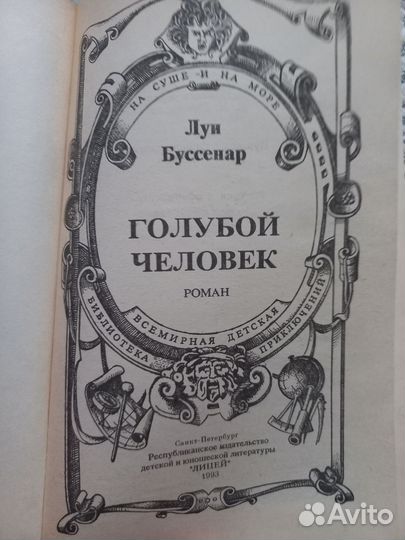 НА СУШЕ И НА МОРЕ
Луи
Буссенар
ГОЛУБОЙ
ЧЕЛОВЕК
РОМАН
ВСЕМИРНАЯ ДЕТСКАЯ
БИБЛИОТЕКА ПРИКЛЮЧЕНИЙ
Санкт-Петербург
Республиканское издательство
детской и юношеской литературы
"ЛИЦЕЙ"
1993
Avito